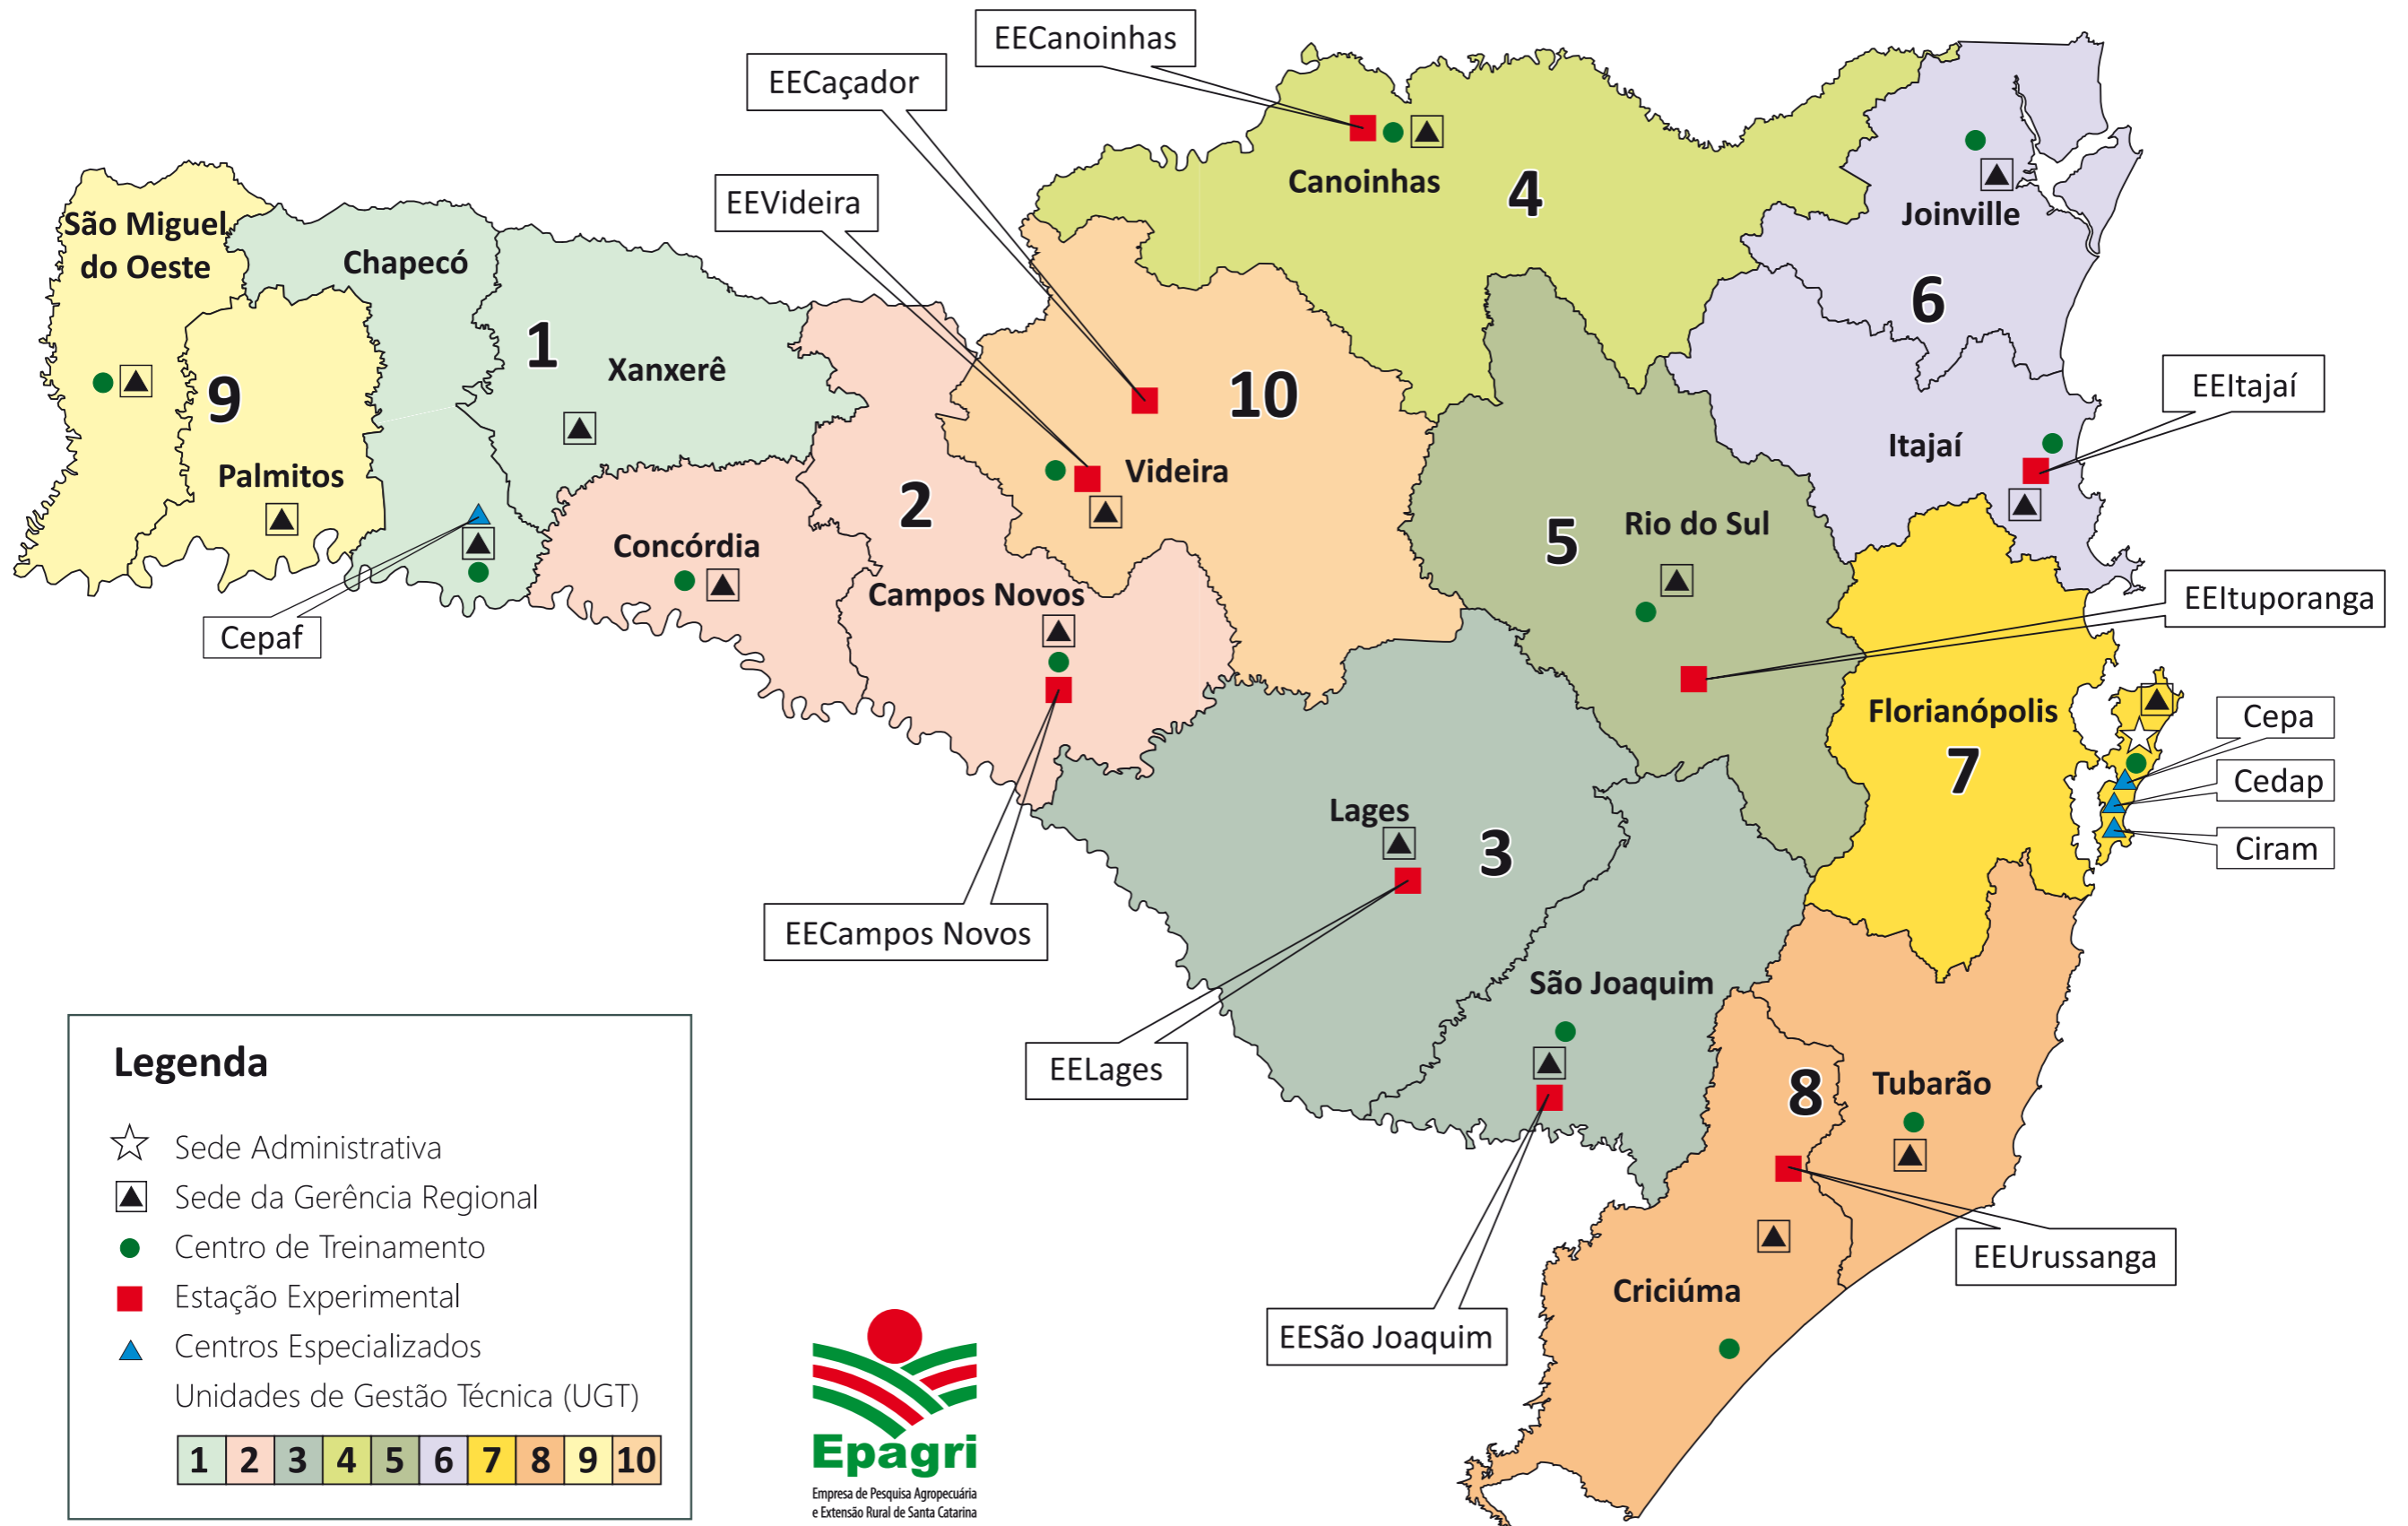 EECanoinhas
EECaçador
EEVideira
Canoinhas
4
Joinville
6
São Miguel
do Oeste
Chapecó
1
Xanxerê
9
Palmitos
10
Videira
2
EEItajaí
Itajaí
5
Rio do Sul
Concórdia
Campos Novos
EEItuporanga
Cepaf
Florianópolis
7
Cepa
Cedap
Ciram
Lages
3
EECampos Novos
São Joaquim
EELages
8
Tubarão
EEUrussanga
Criciúma
EESão Joaquim
Legenda
Sede Administrativa
Sede da Gerência Regional
Centro de Treinamento
Estação Experimental
Centros Especializados
Unidades de Gestão Técnica (UGT)
1 2 3 4 5 6 7 8 9 10
Epagri
Empresa de Pesquisa Agropecuária
e Extensão Rural de Santa Catarina